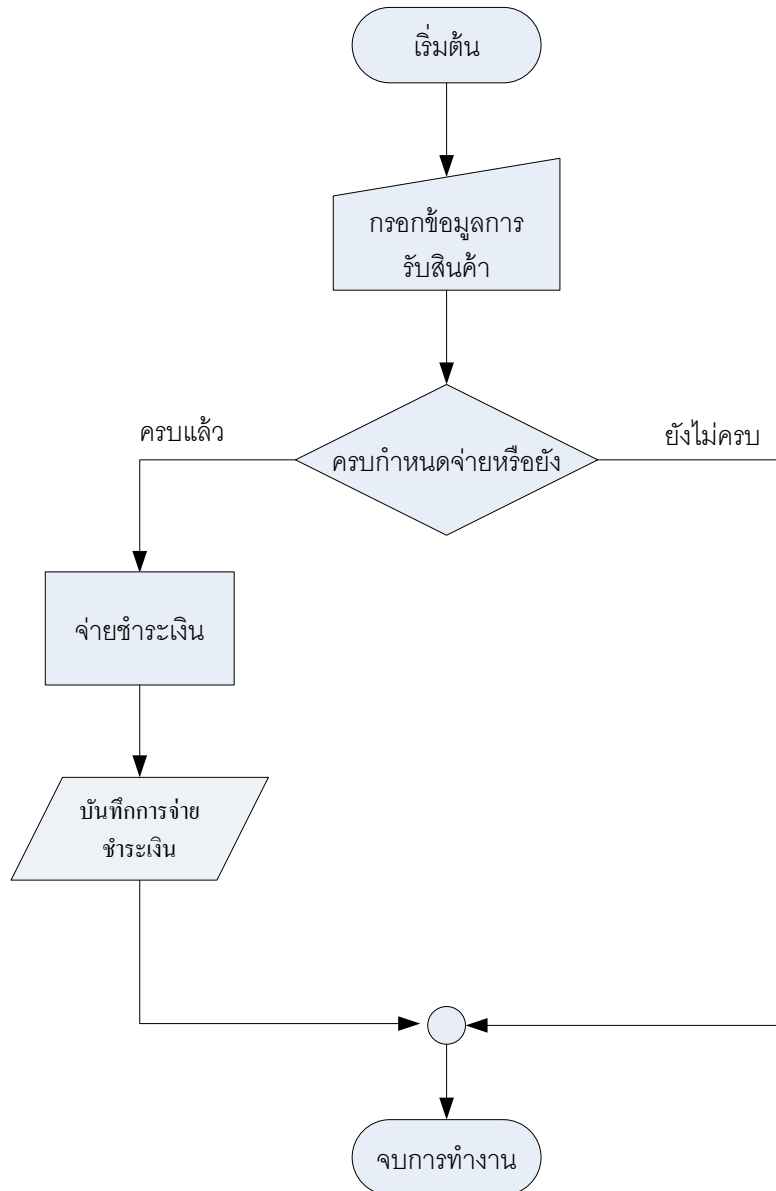 เริ่มต้น
กรอกข้อมูลการ
รับสินค้า
ครบแล้ว
ยังไม่ครบ
ครบกำหนดจ่ายหรือยัง
จ่ายชำระเงิน
บันทึกการจ่าย
ชำระเงิน
จบการทำงาน